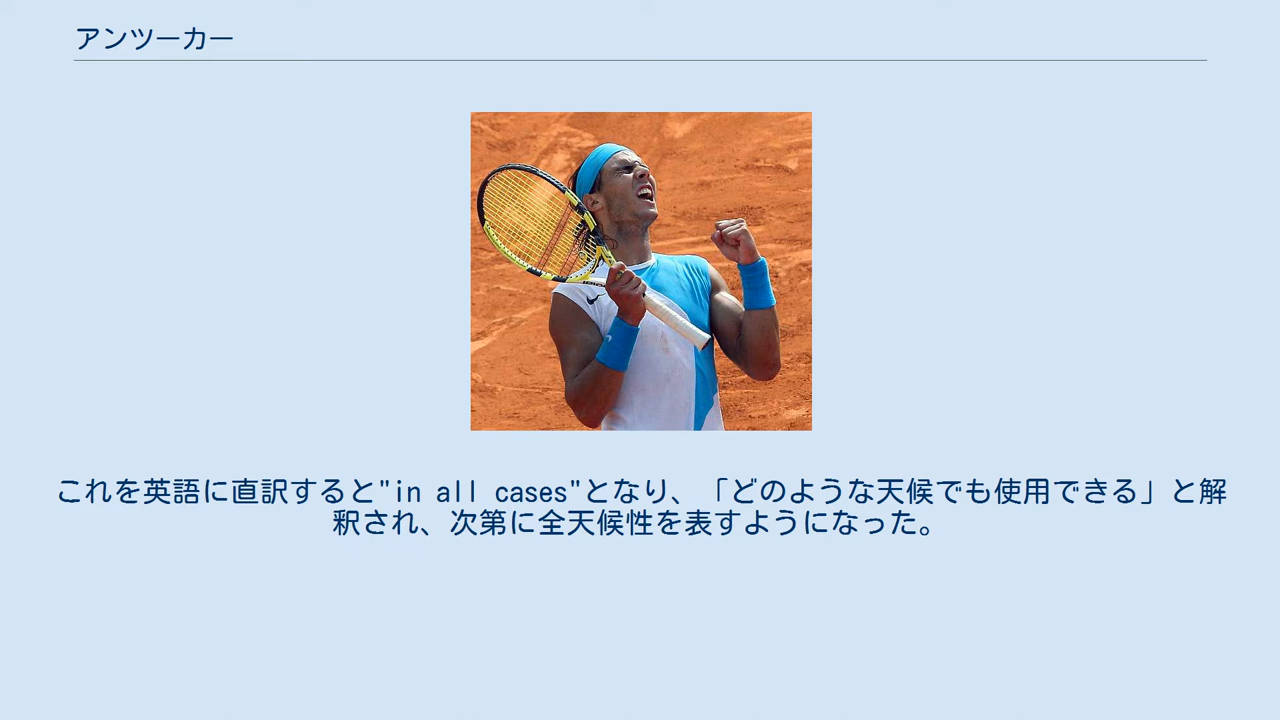 アンツーカー
これを英語に直訳すると"in all cases"となり、「どのような天候でも使用できる」と解
釈され、次第に全天候性を表すようになった。